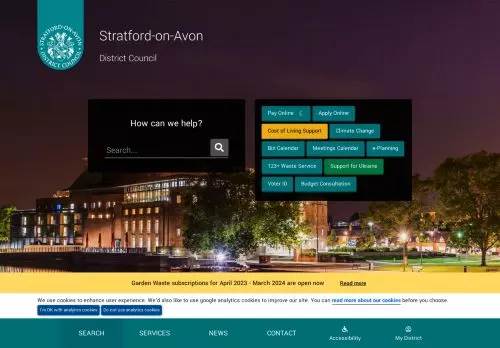 STRATFORD-ON-AVON
DISTRICT COUNCIL
Stratford-on-Avon
District Council
How can we help?
Search...
Pay Online £ Apply Online
Cost of Living Support Climate Change
Bin Calendar Meetings Calendar e-Planning
123+ Waste Service Support for Ukraine
Voter ID Budget Consultation
Garden Waste subscriptions for April 2023 - March 2024 are open now Read more
We use cookies to enhance user experience. We'd also like to use google analytics cookies to improve our site. You can read more about our cookies before you choose.
I'm OK with analytics cookies Do not use analytics cookies
SEARCH SERVICES NEWS CONTACT Accessibility My District